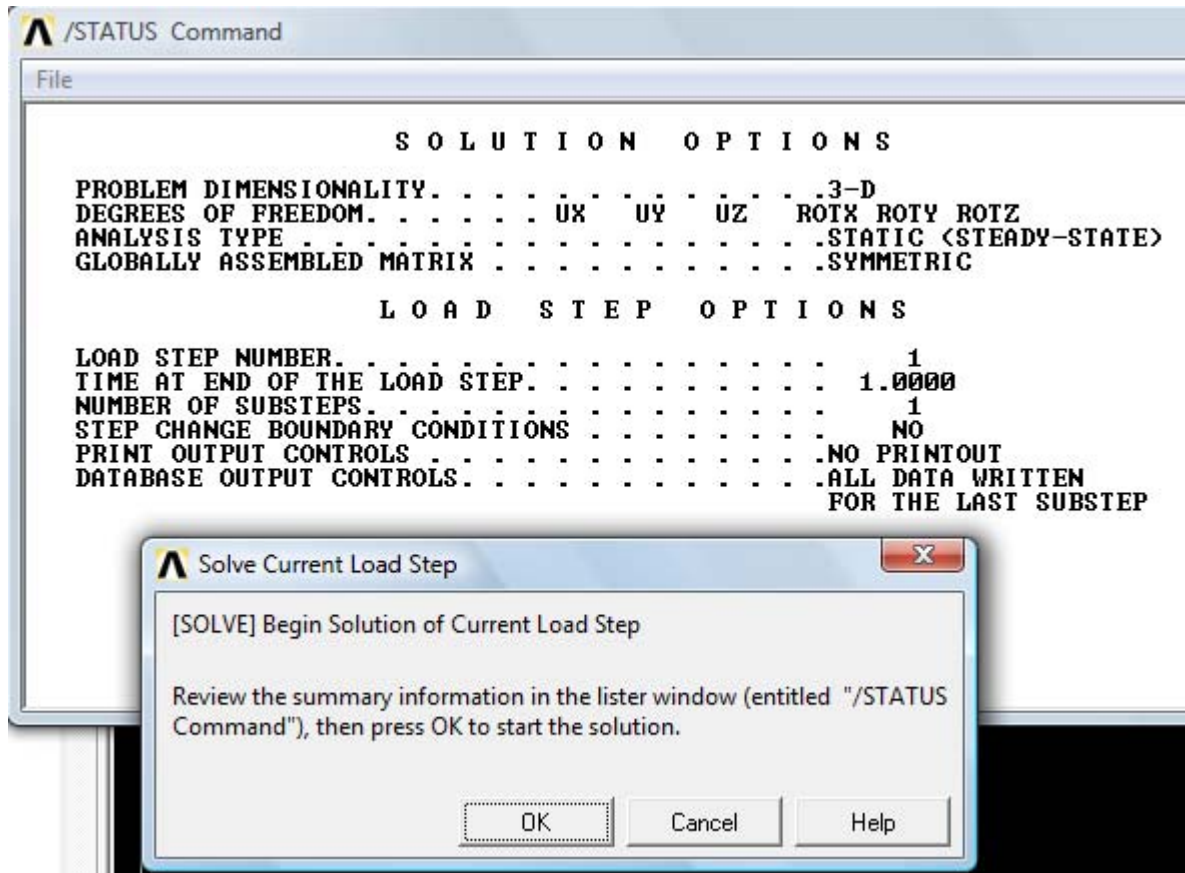 /STATUS Command
File
S O L U T I O N   O P T I O N S
PROBLEM DIMENSIONALITY. . . . . . . . . . . . .3-D
DEGREES OF FREEDOM. . . . . . UX   UY   UZ   ROTX ROTY ROTZ
ANALYSIS TYPE . . . . . . . . . . . . . . . . .STATIC (STEADY-STATE)
GLOBALLY ASSEMBLED MATRIX . . . . . . . . . . .SYMMETRIC
L O A D   S T E P   O P T I O N S
LOAD STEP NUMBER. . . . . . . . . . . . . . . .     1
TIME AT END OF THE LOAD STEP. . . . . . . . . .  1.0000
NUMBER OF SUBSTEPS. . . . . . . . . . . . . . .     1
STEP CHANGE BOUNDARY CONDITIONS . . . . . . . .    NO
PRINT OUTPUT CONTROLS . . . . . . . . . . . . .NO PRINTOUT
DATABASE OUTPUT CONTROLS. . . . . . . . . . . .ALL DATA WRITTEN
FOR THE LAST SUBSTEP
Solve Current Load Step
[SOLVE] Begin Solution of Current Load Step
Review the summary information in the lister window (entitled "/STATUS
Command"), then press OK to start the solution.
OK   Cancel   Help